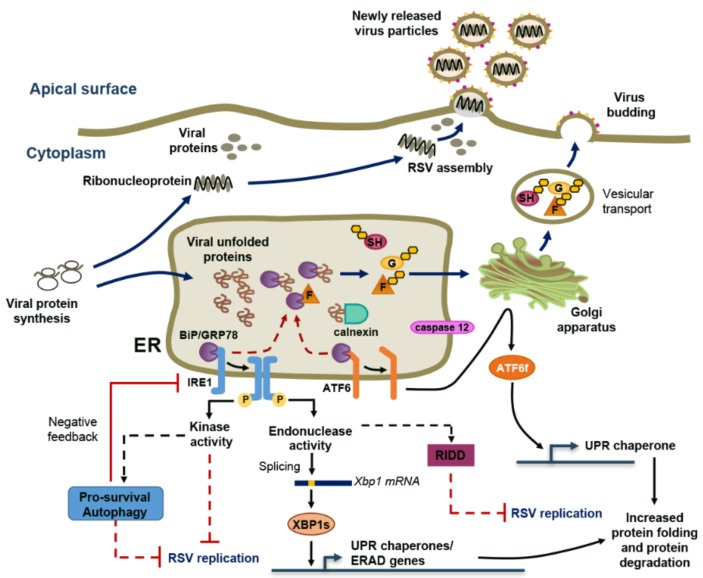 Newly released
virus particles
Apical surface
Virus
budding
Viral
proteins
Cytoplasm
RSV assembly
Ribonucleoprotein
SH
G
F
Vesicular
transport
Viral unfolded
proteins
SH
G
F
F
Viral protein
synthesis
calnexin
Golgi
apparatus
caspase 12
BiP/GRP78
ER
IRE1
ATF6
ATF6f
P
P
Negative
feedback
Kinase
activity
Endonuclease
activity
UPR chaperone
RIDD
Splicing
Xbp1 mRNA
Pro-survival
Autophagy
XBP1s
RSV replication
Increased
protein folding
and protein
degradation
RSV replication
UPR chaperones/
ERAD genes